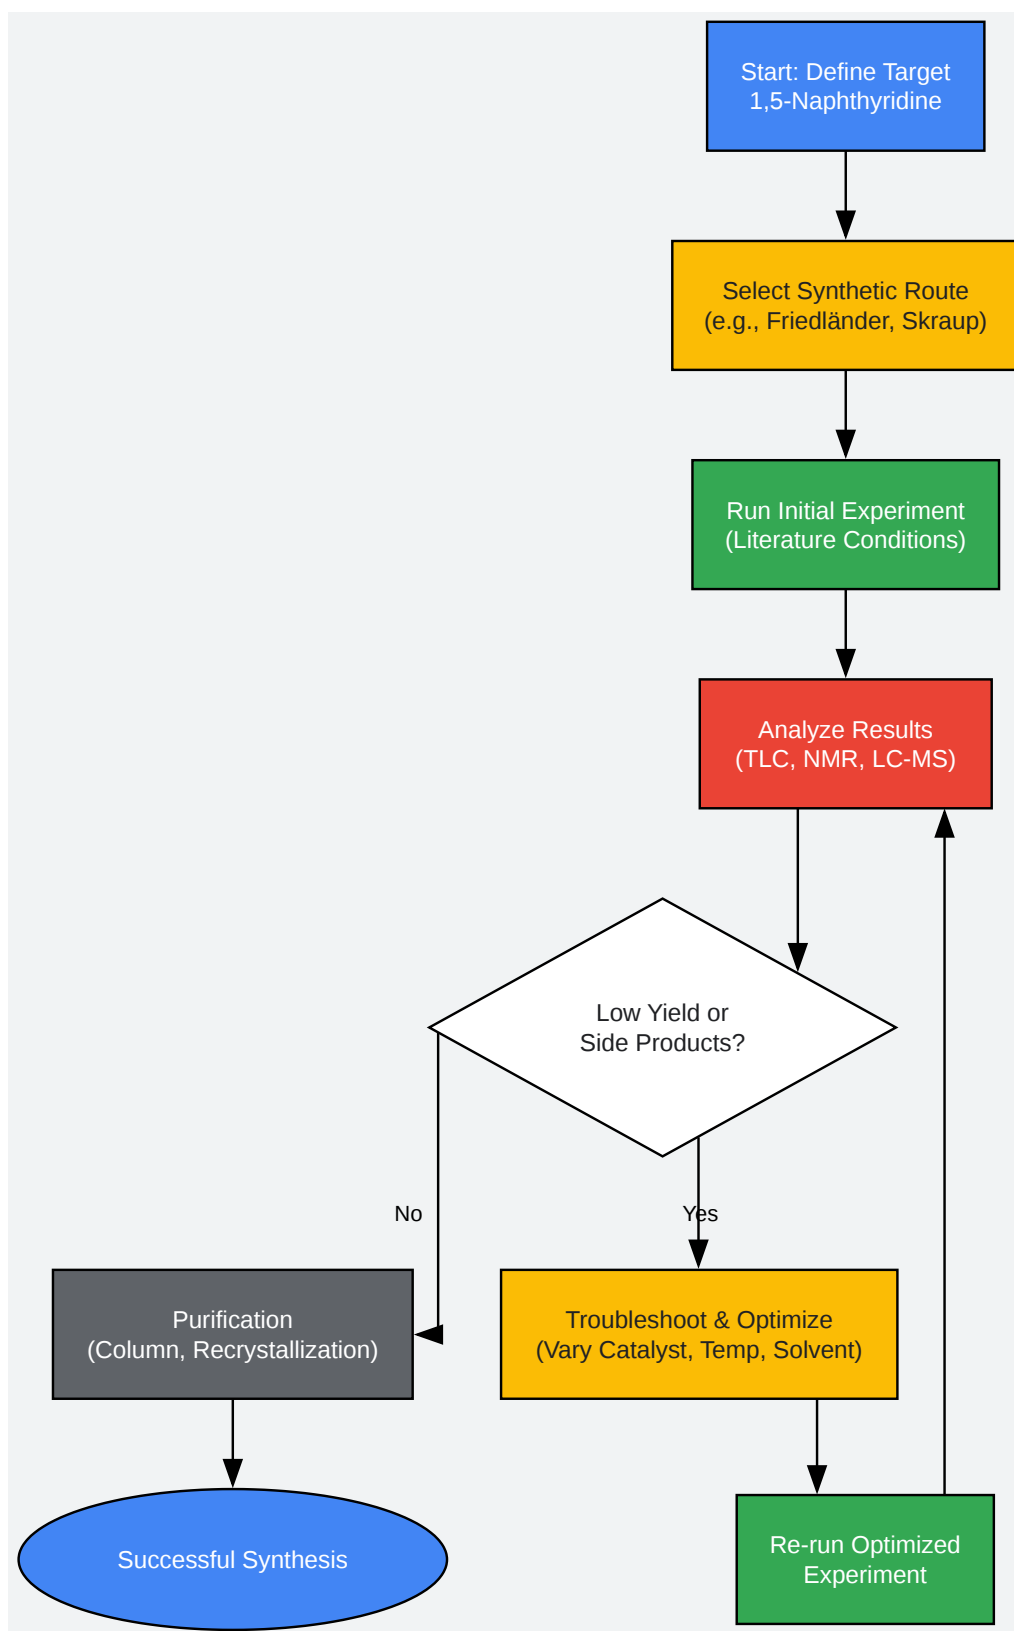 Start: Define Target
1,5-Naphthyridine
Select Synthetic Route
(e.g., Friedländer, Skraup)
Run Initial Experiment
(Literature Conditions)
Analyze Results
(TLC, NMR, LC-MS)
Low Yield or
Side Products?
No
Yes
Purification
(Column, Recrystallization)
Troubleshoot & Optimize
(Vary Catalyst, Temp, Solvent)
Successful Synthesis
Re-run Optimized
Experiment